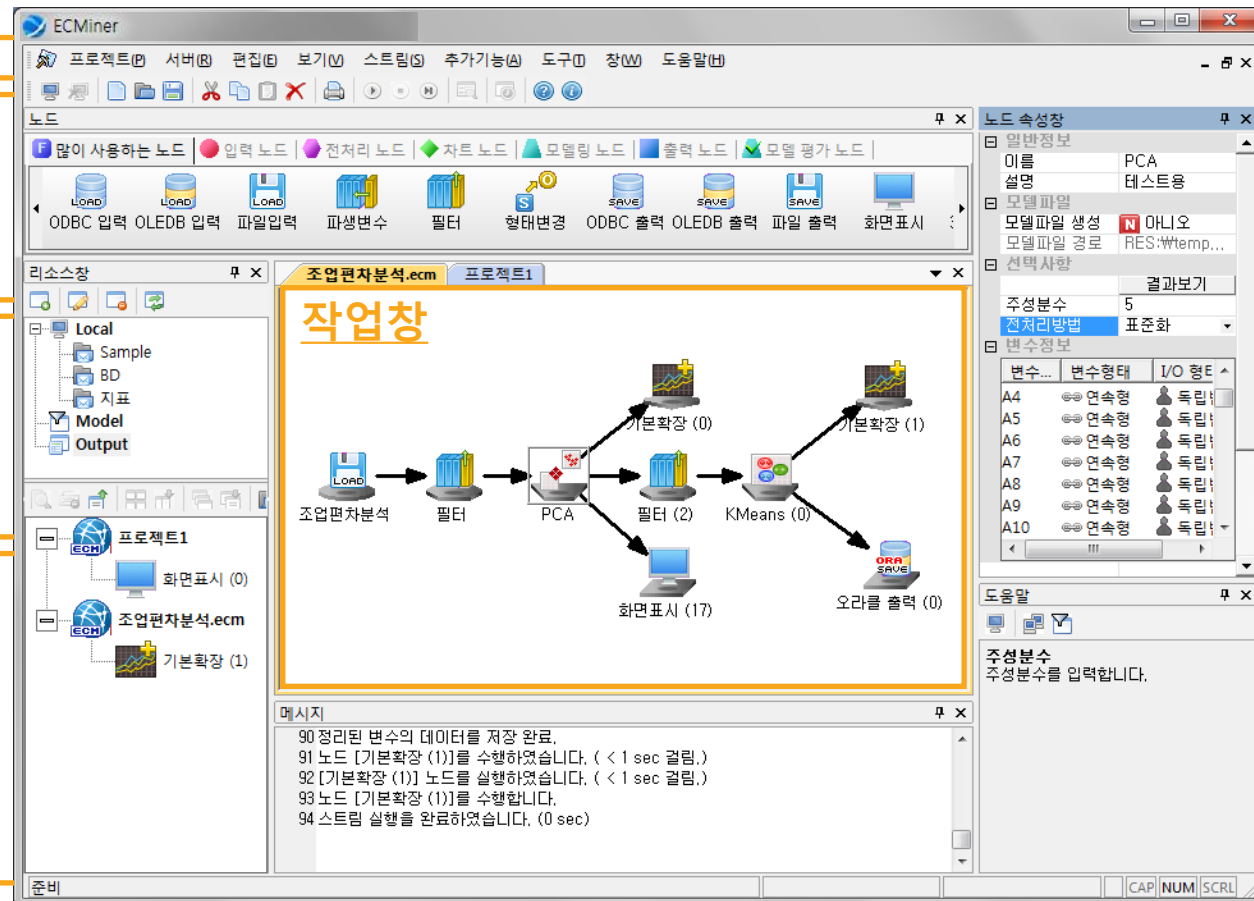 ECMiner
프로젝트(P) 서버(R) 편집(E) 보기(V) 스트림(S) 추가기능(A) 도구(T) 창(W) 도움말(H)
노드
많이 사용하는 노드 입력 노드 전처리 노드 차트 노드 모델링 노드 출력 노드 모델 평가 노드
ODBC 입력 OLEDB 입력 파일입력 파생변수 필터 형태변경 ODBC 출력 OLEDB 출력 파일 출력 화면표시
리소스창
Local
Sample
BD
지표
Model
Output
프로젝트1
화면표시 (0)
조업편차분석.ecm
기본확장 (1)
조업편차분석.ecm 프로젝트1
작업창
기본확장 (0)
기본확장 (1)
조업편차분석
필터
PCA
필터 (2)
KMeans (0)
화면표시 (17)
오라클 출력 (0)
메시지
90 정리된 변수의 데이터를 저장 완료.
91 노드 [기본확장 (1)]를 수행하였습니다. ( < 1 sec 걸림.)
92 [기본확장 (1)] 노드를 실행하였습니다. ( < 1 sec 걸림.)
93 노드 [기본확장 (1)]를 수행합니다.
94 스트림 실행을 완료하였습니다. (0 sec)
노드 속성창
일반정보
이름 PCA
설명 테스트용
모델파일
모델파일 생성 N 아니오
모델파일 경로 RES:₩temp...
선택사항
결과보기
주성분수 5
전처리방법 표준화
변수정보
변수... 변수형태 I/O 형
A4 연속형 독립
A5 연속형 독립
A6 연속형 독립
A7 연속형 독립
A8 연속형 독립
A9 연속형 독립
A10 연속형 독립
도움말
주성분수
주성분수를 입력합니다.
준비
CAP NUM SCRL